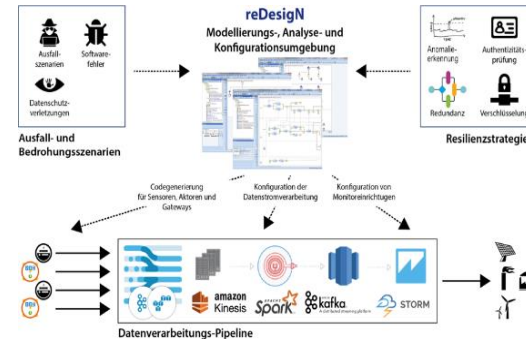 reDesigN
Modellierungs-, Analyse- und
Konfigurationsumgebung
Ausfall-
szenarien
Software-
fehler
Datenschutz-
verletzungen
Ausfall- und
Bedrohungsszenarien
Anomalie-
erkennung
Authentizitäts-
prüfung
Redundanz
Verschlüsselung
Resilienzstrategie
Codegenerierung
für Sensoren, Aktoren und
Gateways
Konfiguration der
Datenstromverarbeitung
Konfiguration von
Monitoreinrichtugen
amazon
Kinesis
APACHE
Spark
kafka
STORM
Datenverarbeitungs-Pipeline